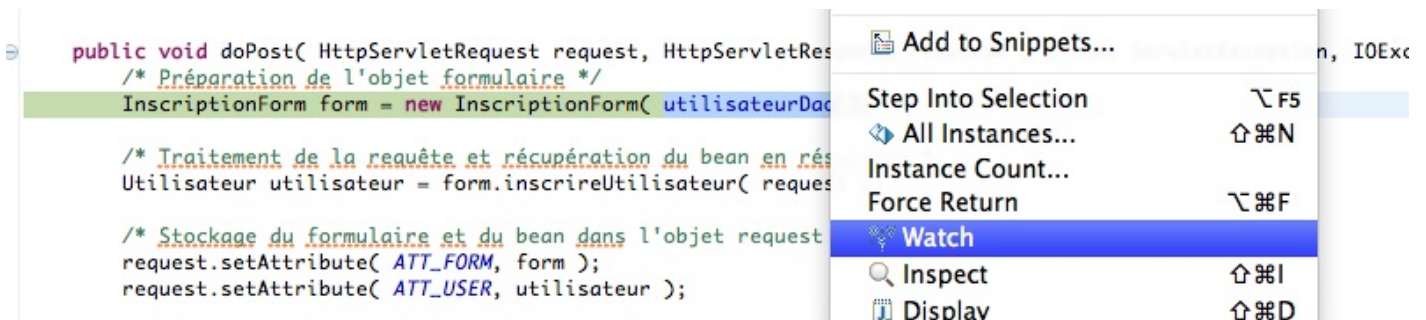 public void doPost( HttpServletRequest request, HttpServletRes n, IOExc
/* Préparation de l'objet formulaire */
InscriptionForm form = new InscriptionForm( utilisateurDao
/* Traitement de la requête et récupération du bean en rés
Utilisateur utilisateur = form.inscrireUtilisateur( reques
/* Stockage du formulaire et du bean dans l'objet request
request.setAttribute( ATT_FORM, form );
request.setAttribute( ATT_USER, utilisateur );
Add to Snippets...
Step Into Selection ⌥F5
All Instances... ⇧⌘N
Instance Count...
Force Return ⌥⌘F
Watch
Inspect ⇧⌘I
Display ⇧⌘D